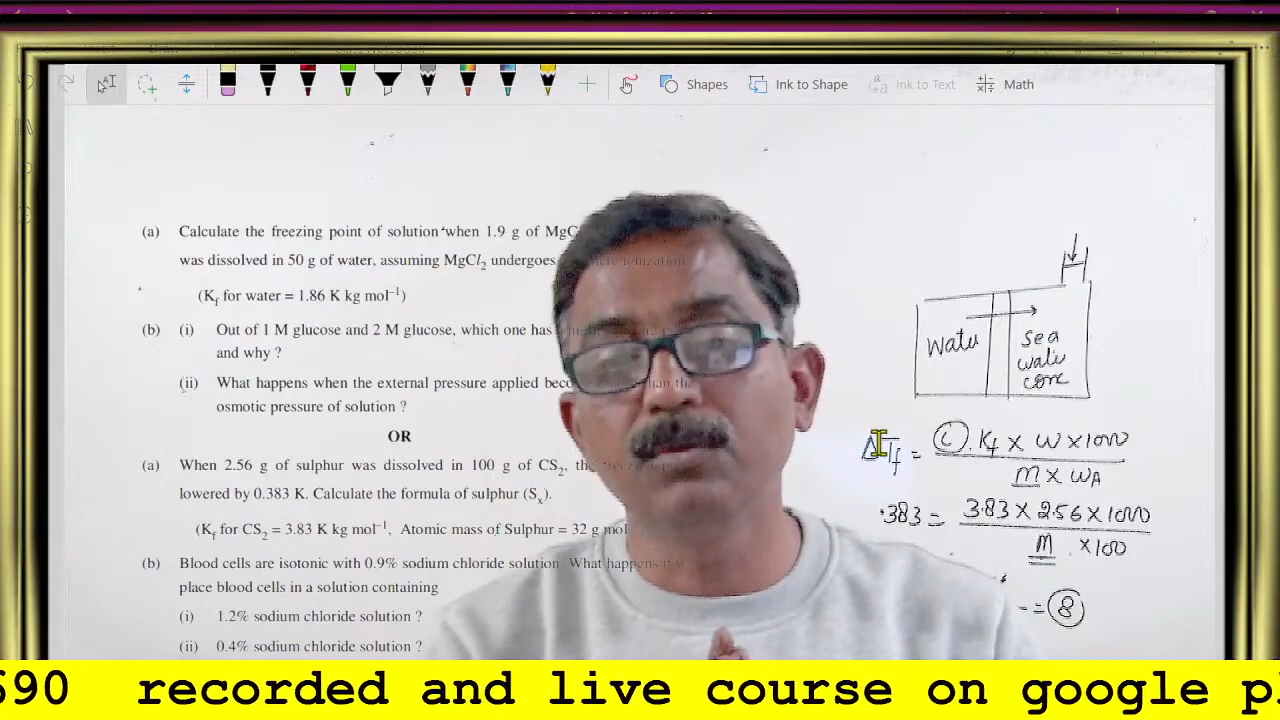 Shapes
Ink to Shape
Ink to Text
Math
(a) Calculate the freezing point of solution when 1.9 g of MgC
was dissolved in 50 g of water, assuming MgCl₂ undergoes
(Kf for water = 1.86 K kg mol⁻¹)
(b) (i) Out of 1 M glucose and 2 M glucose, which one has
and why ?
(ii) What happens when the external pressure applied
osmotic pressure of solution ?
OR
(a) When 2.56 g of sulphur was dissolved in 100 g of CS₂, the
lowered by 0.383 K. Calculate the formula of sulphur (Sₓ).
(Kf for CS₂ = 3.83 K kg mol⁻¹, Atomic mass of Sulphur = 32 g mol
(b) Blood cells are isotonic with 0.9% sodium chloride solution What happens
place blood cells in a solution containing
(i) 1.2% sodium chloride solution ?
(ii) 0.4% sodium chloride solution ?
Water
Sea
water
conc
ΔTf = i . Kf × w × 1000
M × wA
.383 = 3.83 × 2.56 × 1000
M . × 100
= 8
590 recorded and live course on google p